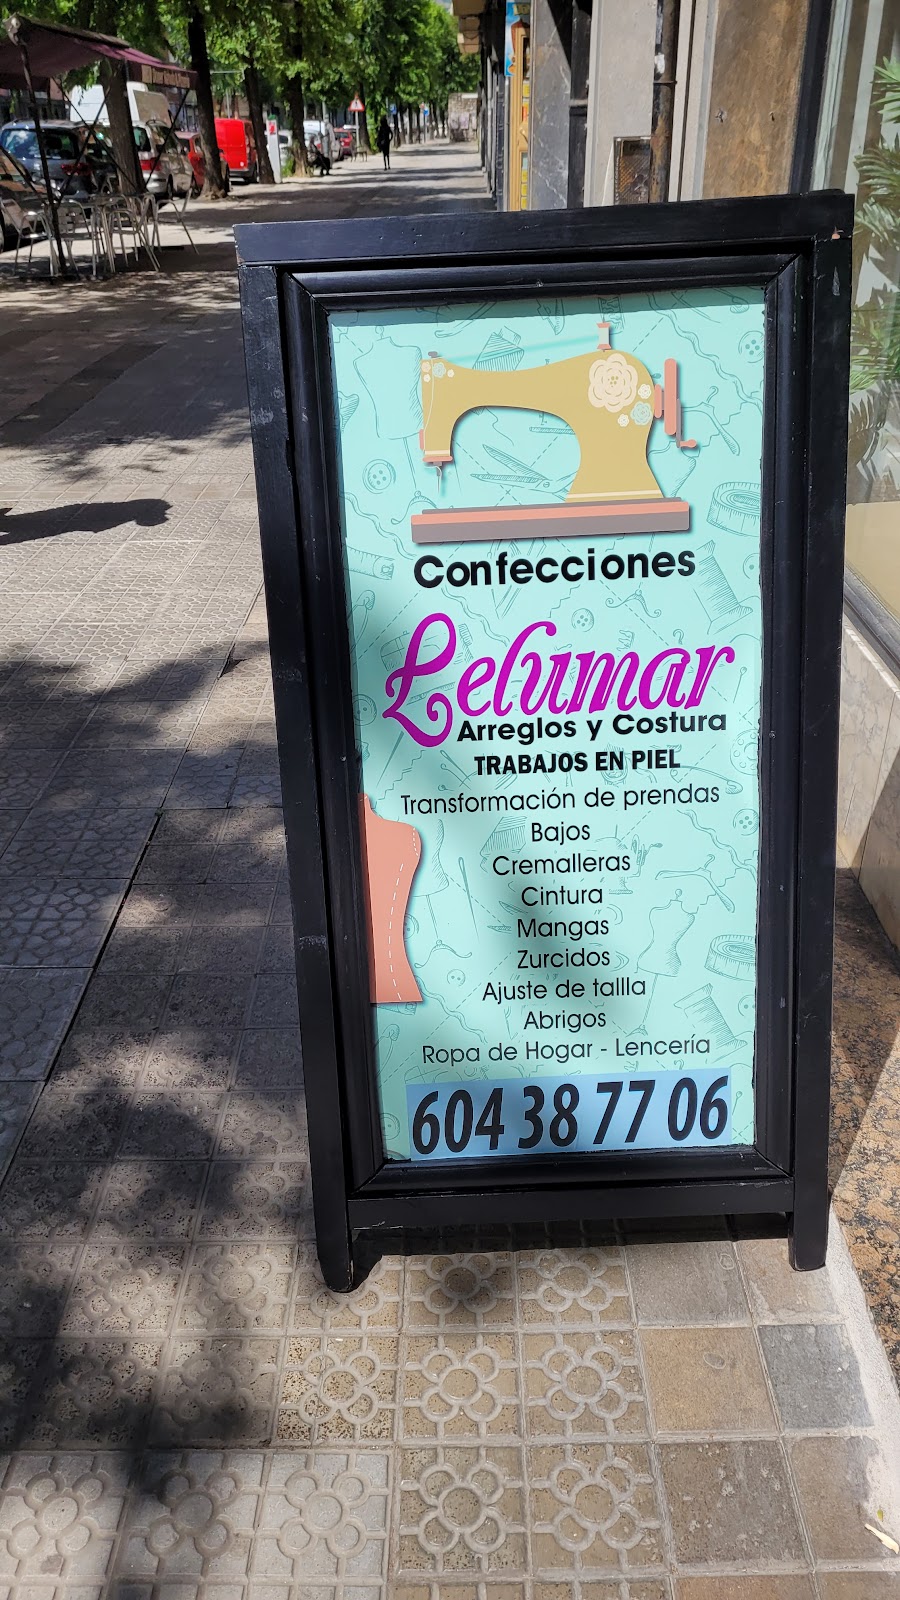 Confecciones
Lelumar
Arreglos y Costura
TRABAJOS EN PIEL
Transformación de prendas
Bajos
Cremalleras
Cintura
Mangas
Zurcidos
Ajuste de tallla
Abrigos
Ropa de Hogar - Lencería
604 38 77 06